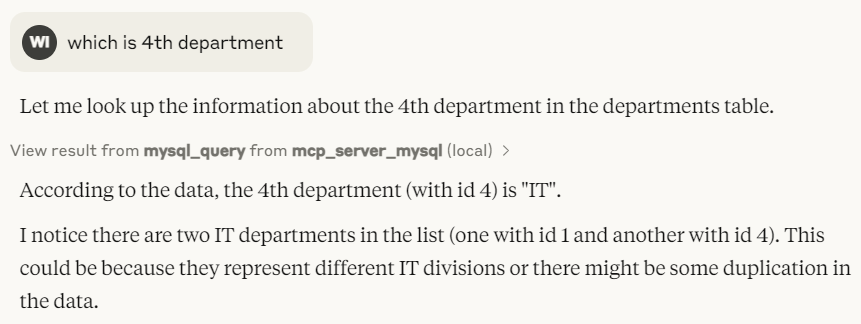 WI which is 4th department
Let me look up the information about the 4th department in the departments table.
View result from mysql_query from mcp_server_mysql (local) >
According to the data, the 4th department (with id 4) is "IT".
I notice there are two IT departments in the list (one with id 1 and another with id 4). This
could be because they represent different IT divisions or there might be some duplication in
the data.